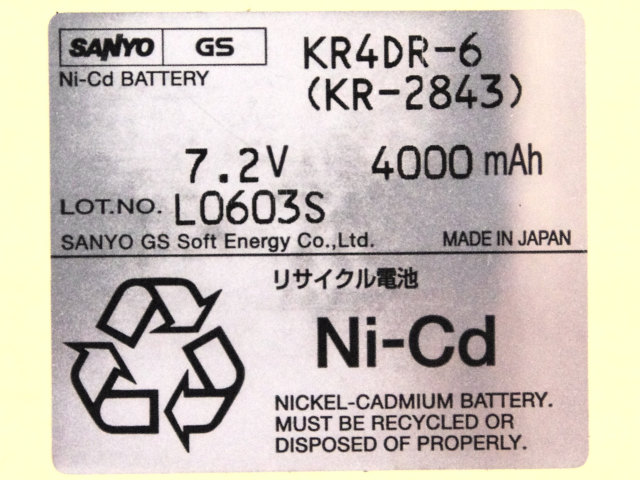 SANYO GS KR4DR-6
Ni-Cd BATTERY (KR-2843)
7.2V 4000 mAh
LOT.NO. L0603S
SANYO GS Soft Energy Co.,Ltd. MADE IN JAPAN
リサイクル電池
Ni-Cd
NICKEL-CADMIUM BATTERY.
MUST BE RECYCLED OR
DISPOSED OF PROPERLY.